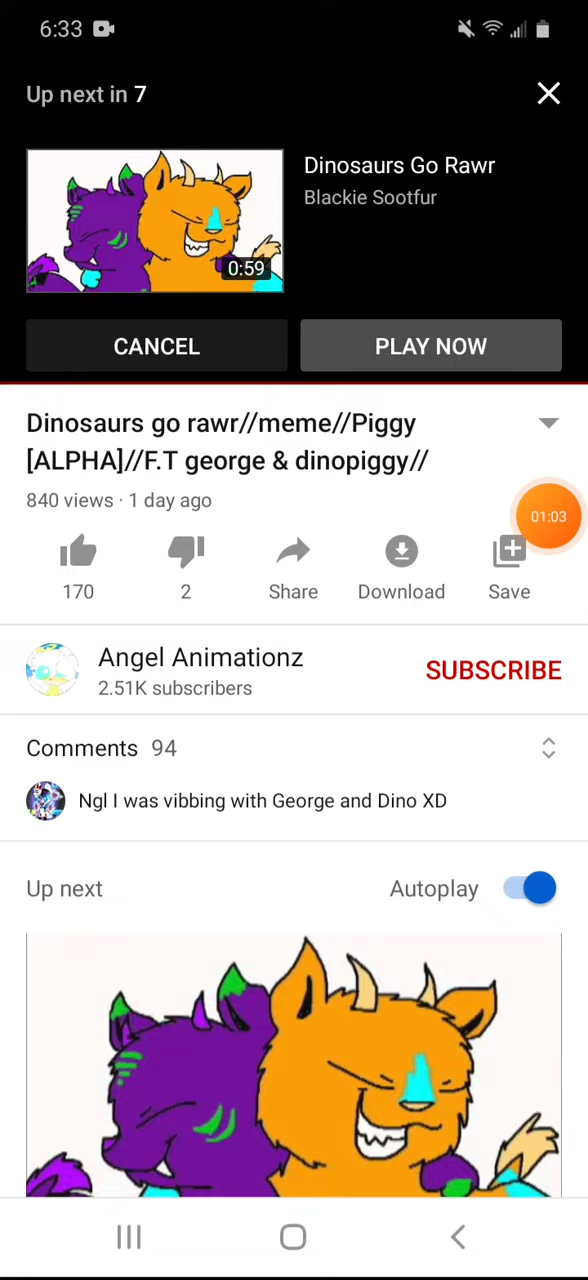 6:33
Up next in 7
Dinosaurs Go Rawr
Blackie Sootfur
0:59
CANCEL
PLAY NOW
Dinosaurs go rawr//meme//Piggy
[ALPHA]//F.T george & dinopiggy//
840 views · 1 day ago
01:03
170
2
Share
Download
Save
Angel Animationz
2.51K subscribers
SUBSCRIBE
Comments 94
Ngl I was vibbing with George and Dino XD
Up next
Autoplay